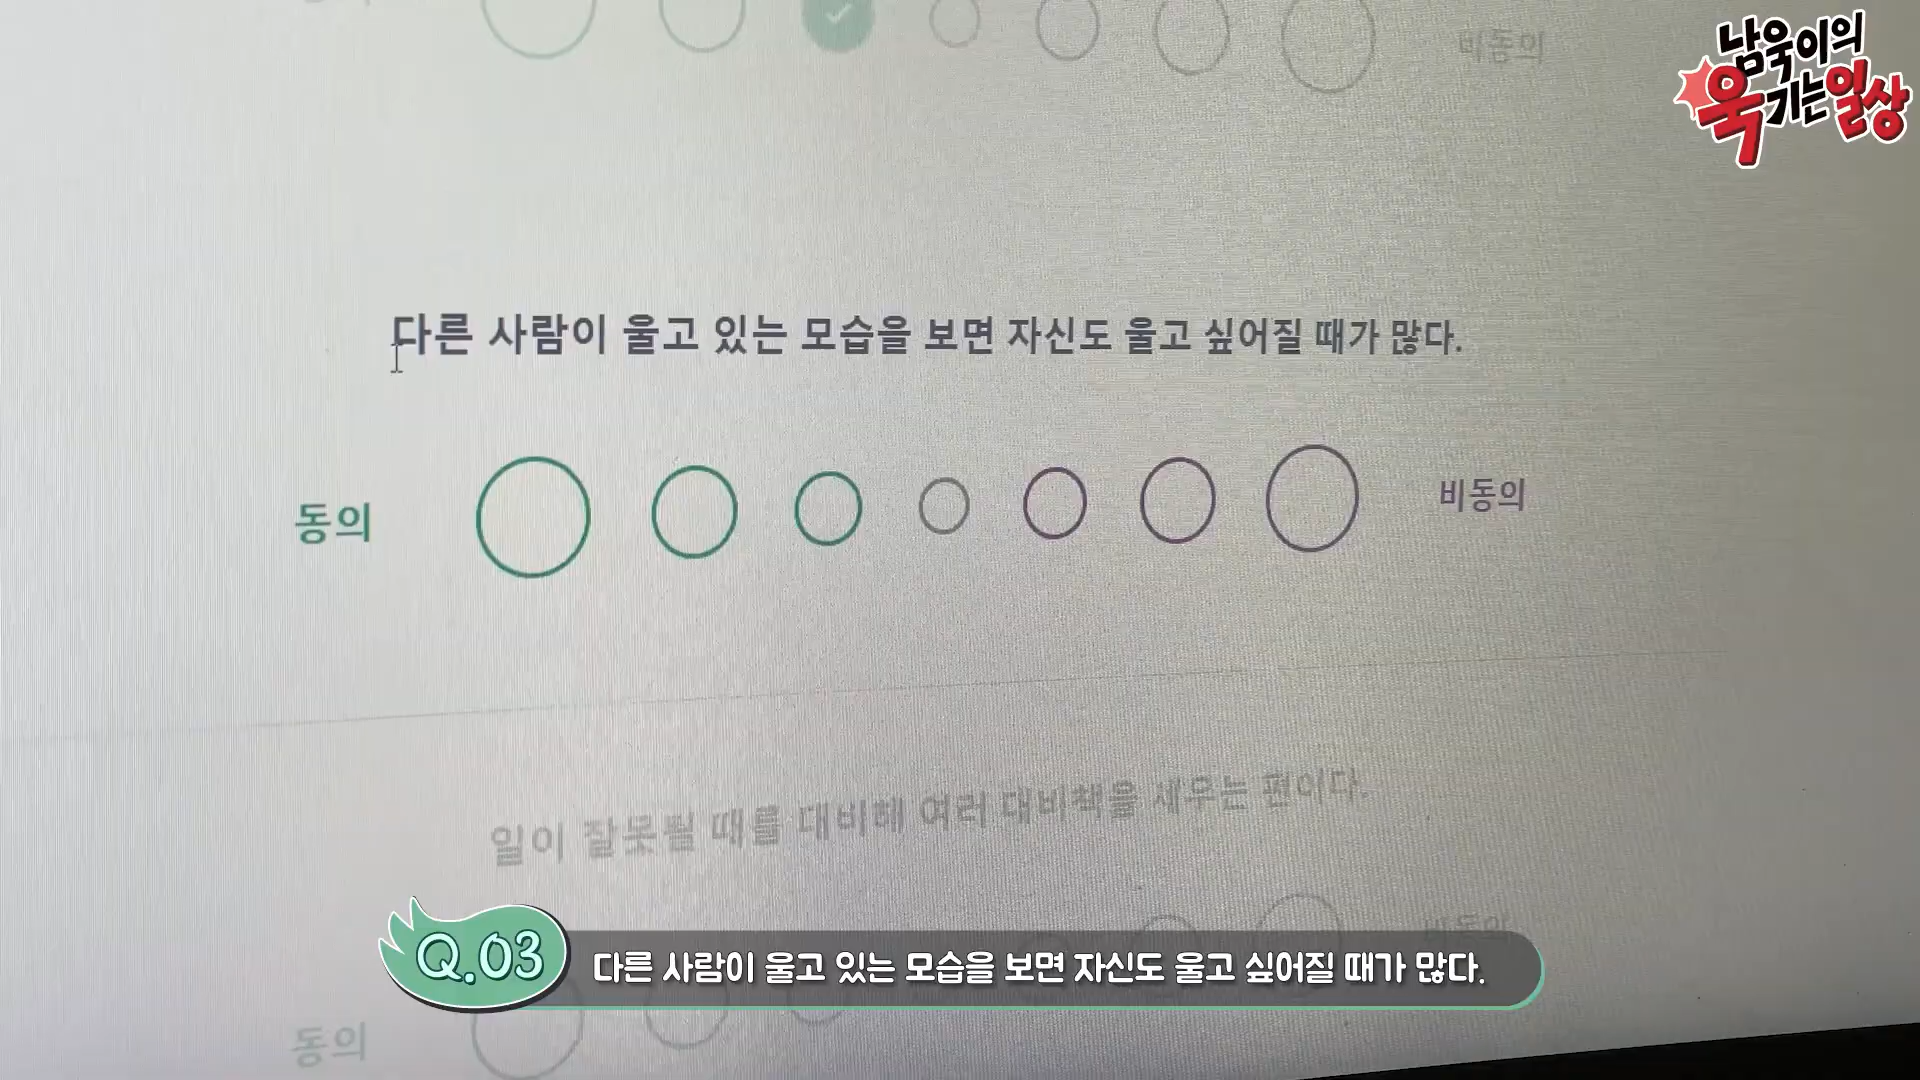 비동의
남욱이의
욱기는일상
다른 사람이 울고 있는 모습을 보면 자신도 울고 싶어질 때가 많다.
동의
비동의
일이 잘못될 때를 대비해 여러 대비책을 세우는 편이다.
비동의
Q.03
다른 사람이 울고 있는 모습을 보면 자신도 울고 싶어질 때가 많다.
동의